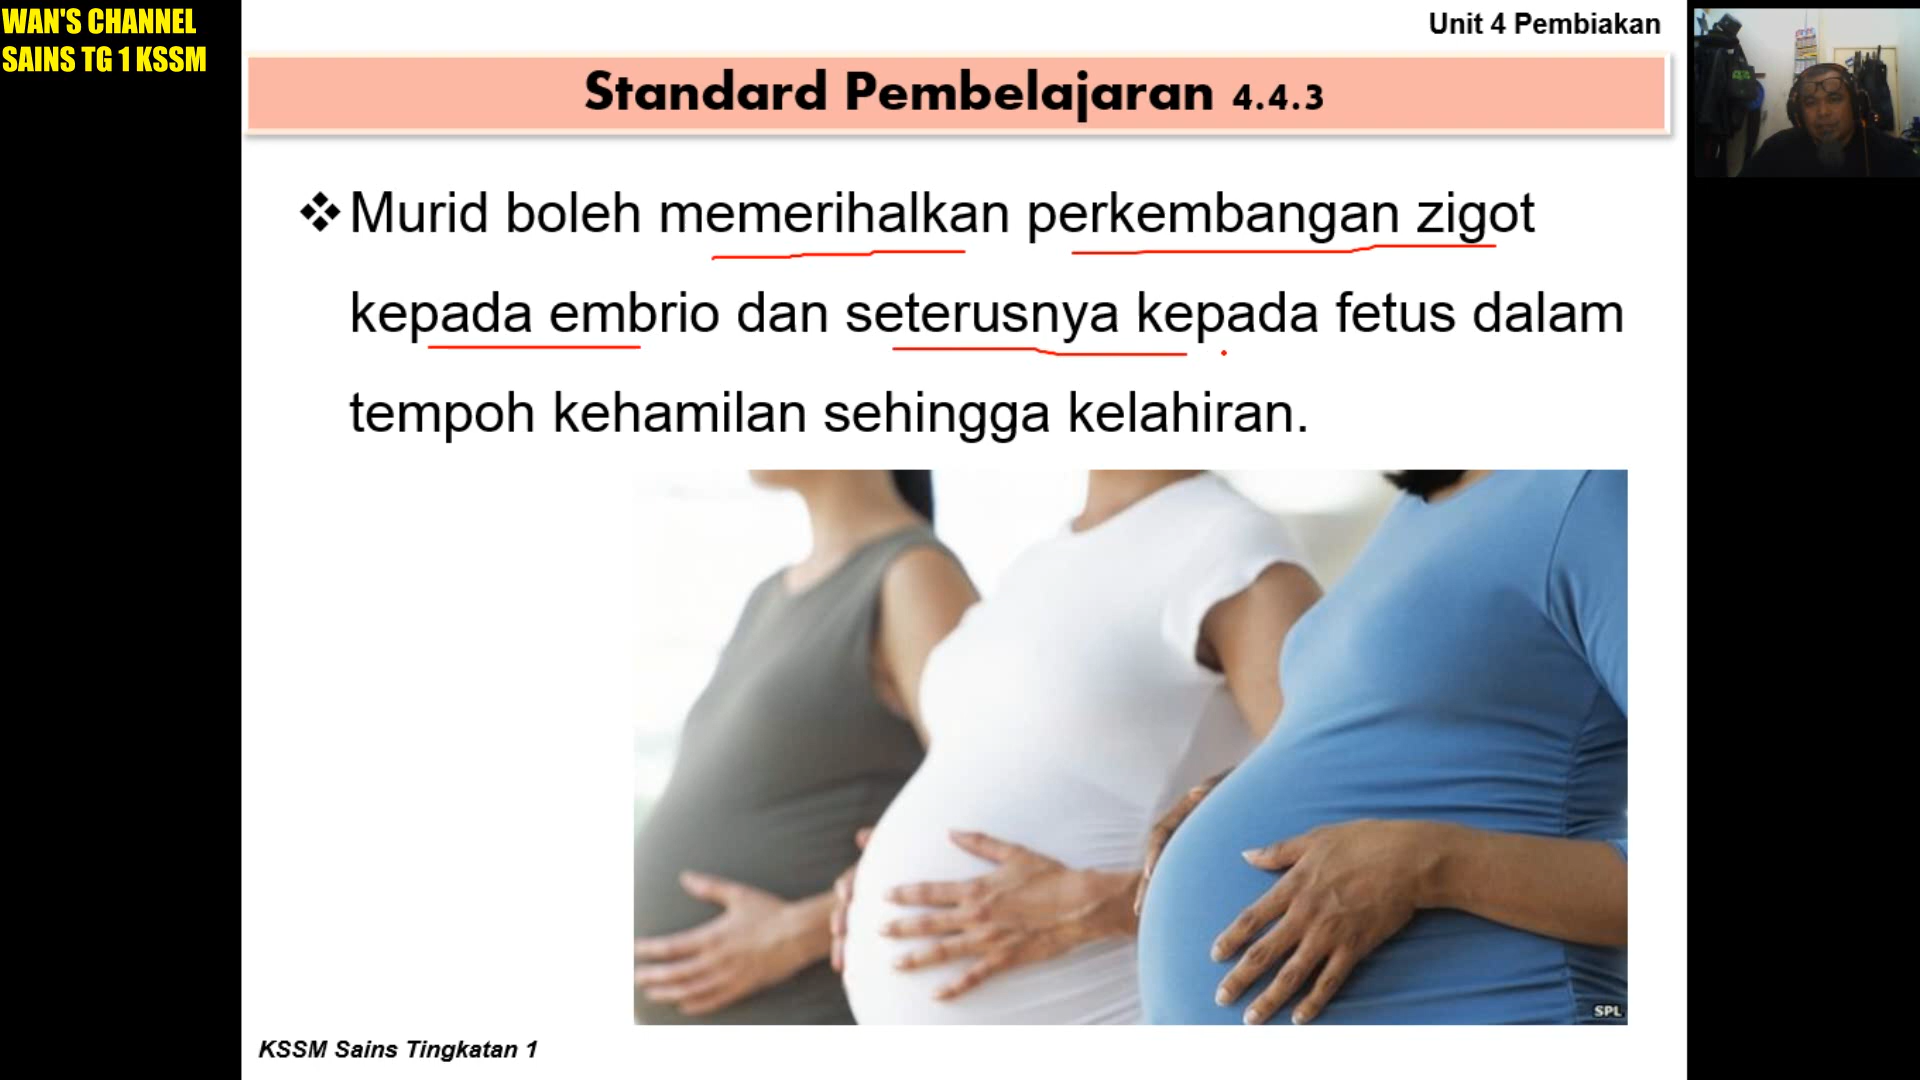 WAN'S CHANNEL
SAINS TG 1 KSSM
Unit 4 Pembiakan
Standard Pembelajaran 4.4.3
❖Murid boleh memerihalkan perkembangan zigot
kepada embrio dan seterusnya kepada fetus dalam
tempoh kehamilan sehingga kelahiran.
SPL
KSSM Sains Tingkatan 1